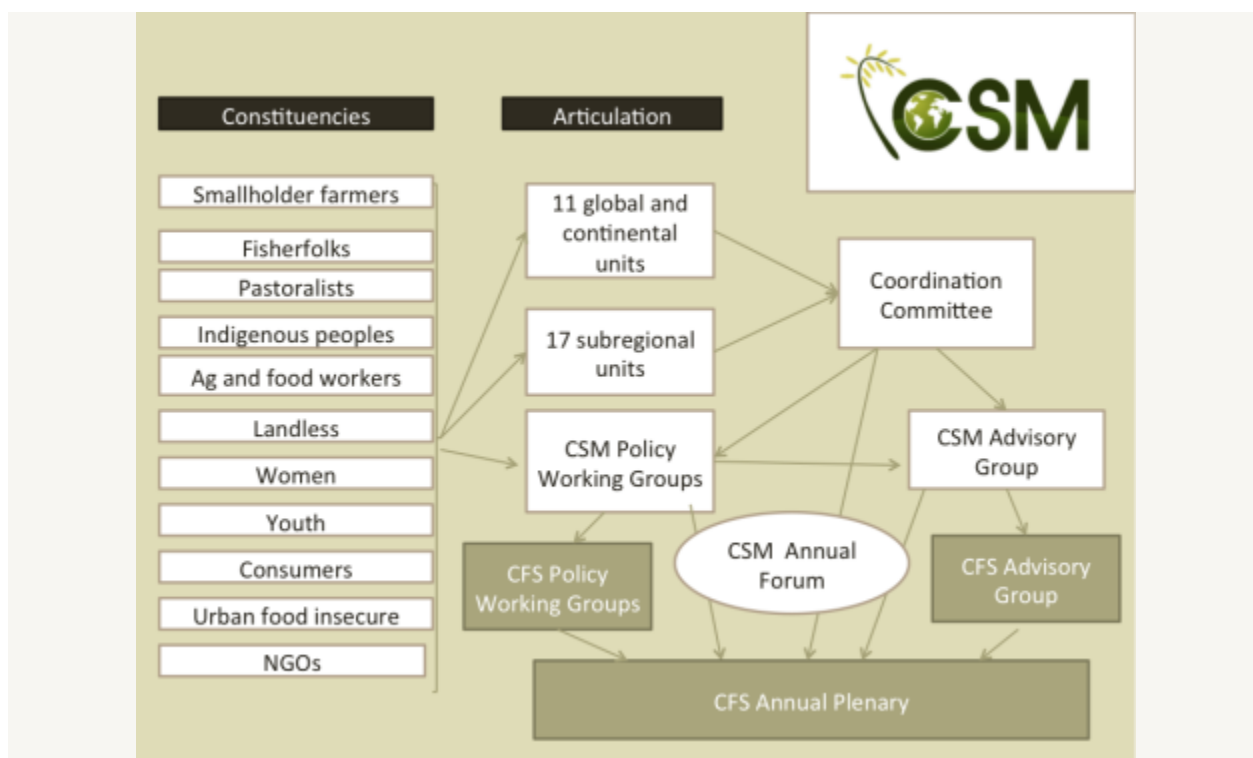 CSM
Constituencies
Articulation
Smallholder farmers
Fisherfolks
Pastoralists
Indigenous peoples
Ag and food workers
Landless
Women
Youth
Consumers
Urban food insecure
NGOs
11 global and
continental
units
17 subregional
units
CSM Policy
Working Groups
Coordination
Committee
CSM Advisory
Group
CSM Annual
Forum
CFS Policy
Working Groups
CFS Advisory
Group
CFS Annual Plenary